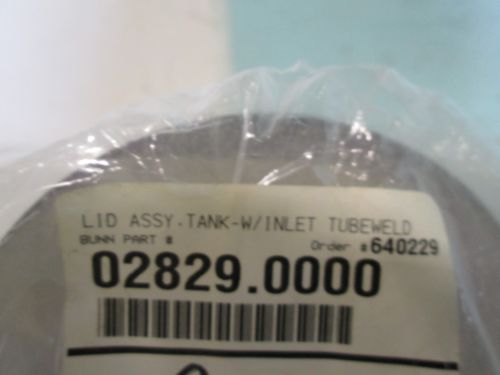 LID ASSY.TANK-W/INLET TUBEWELD
BUNN PART # Order #640229
02829.0000